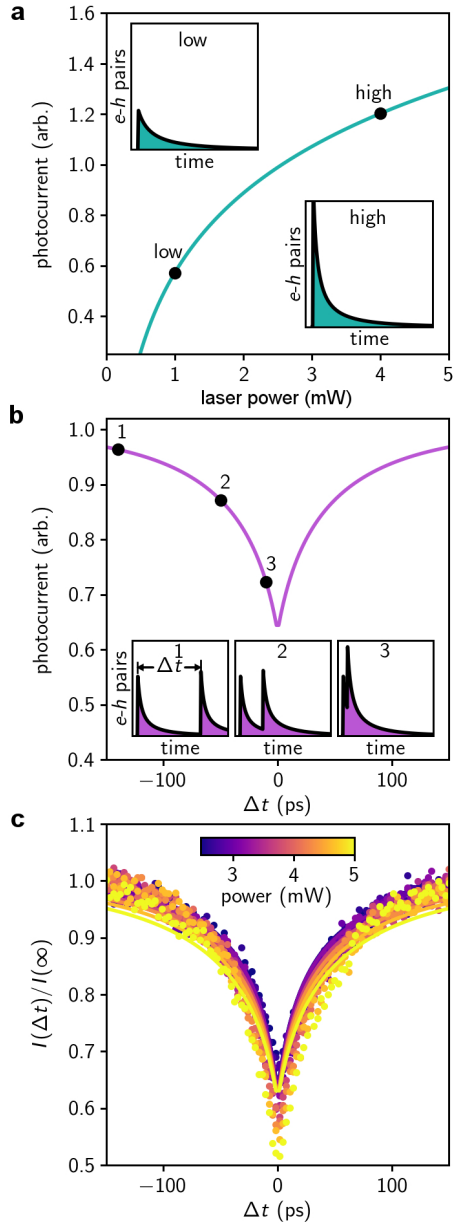 a
photocurrent (arb.)
1.6
1.4
1.2
1.0
0.8
0.6
0.4
low
e-h pairs
time
high
low
high
e-h pairs
time
0 1 2 3 4 5
laser power (mW)
b
photocurrent (arb.)
1.0
0.9
0.8
0.7
0.6
0.5
0.4
1
2
3
e-h pairs
1 2 3
Δt
time time time
−100 0 100
Δt (ps)
c
I(Δt)/I(∞)
1.1
1.0
0.9
0.8
0.7
0.6
0.5
3 4 5
power (mW)
−100 0 100
Δt (ps)